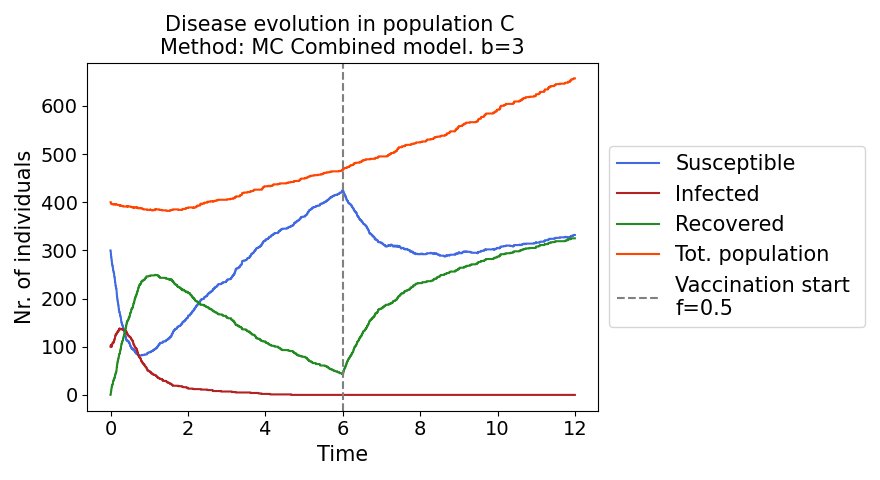 Disease evolution in population C
Method: MC Combined model. b=3
Nr. of individuals
600
500
400
300
200
100
0
0 2 4 6 8 10 12
Time
Susceptible
Infected
Recovered
Tot. population
Vaccination start
f=0.5